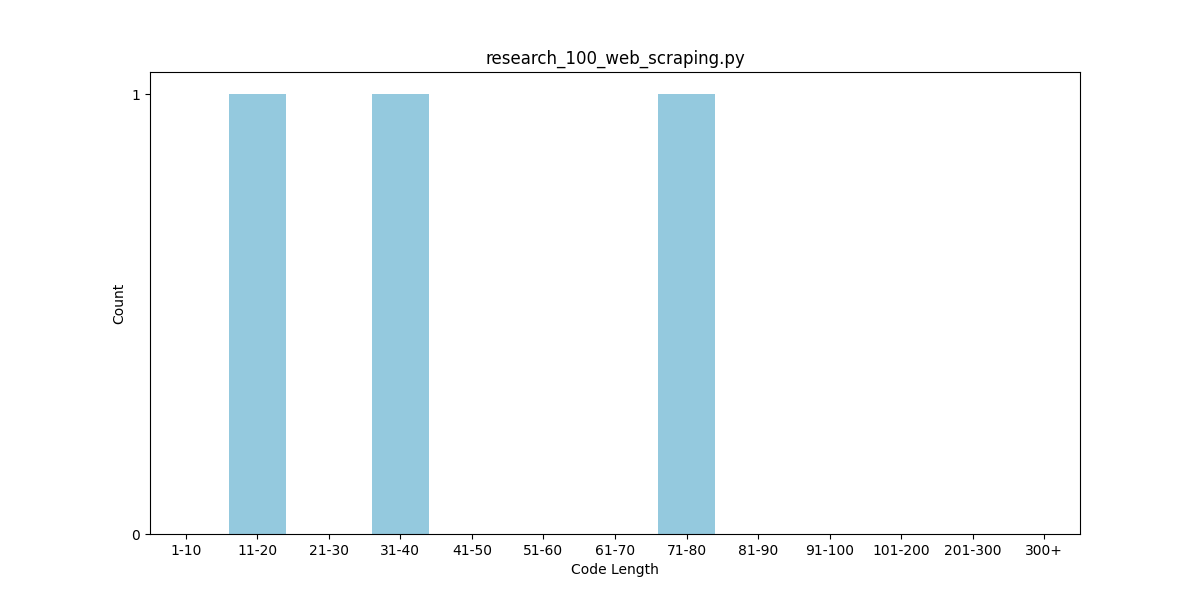 research_100_web_scraping.py
1
Count
0
1-10 11-20 21-30 31-40 41-50 51-60 61-70 71-80 81-90 91-100 101-200 201-300 300+
Code Length